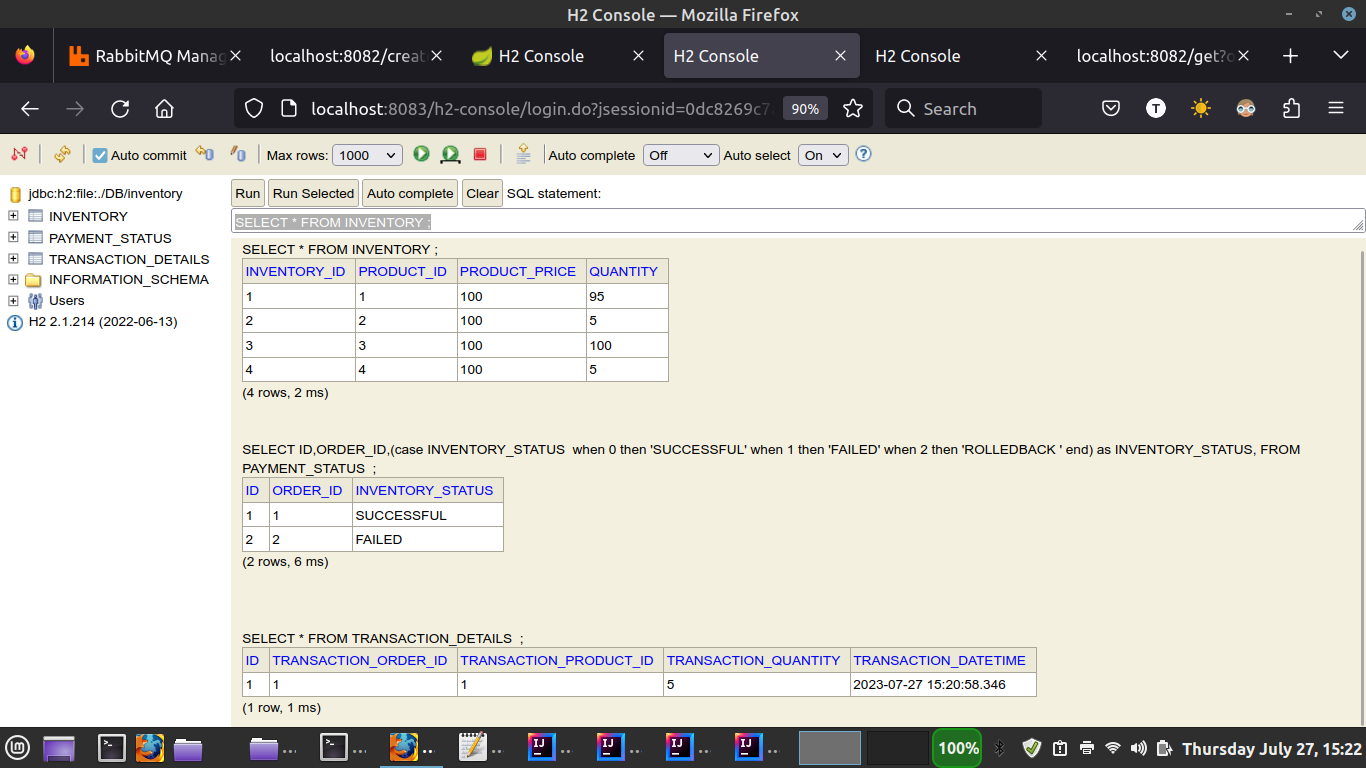 H2 Console — Mozilla Firefox
RabbitMQ Manag
localhost:8082/creat
H2 Console
H2 Console
H2 Console
localhost:8082/get?o
localhost:8083/h2-console/login.do?jsessionid=0dc8269c7
90%
Search
T
Auto commit
Max rows: 1000
Auto complete Off
Auto select On
jdbc:h2:file:./DB/inventory
INVENTORY
PAYMENT_STATUS
TRANSACTION_DETAILS
INFORMATION_SCHEMA
Users
H2 2.1.214 (2022-06-13)
Run Run Selected Auto complete Clear SQL statement:
SELECT * FROM INVENTORY ;
SELECT * FROM INVENTORY ;
INVENTORY_ID PRODUCT_ID PRODUCT_PRICE QUANTITY
1 1 100 95
2 2 100 5
3 3 100 100
4 4 100 5
(4 rows, 2 ms)
SELECT ID,ORDER_ID,(case INVENTORY_STATUS  when 0 then 'SUCCESSFUL' when 1 then 'FAILED' when 2 then 'ROLLEDBACK ' end) as INVENTORY_STATUS, FROM
PAYMENT_STATUS  ;
ID ORDER_ID INVENTORY_STATUS
1 1 SUCCESSFUL
2 2 FAILED
(2 rows, 6 ms)
SELECT * FROM TRANSACTION_DETAILS  ;
ID TRANSACTION_ORDER_ID TRANSACTION_PRODUCT_ID TRANSACTION_QUANTITY TRANSACTION_DATETIME
1 1 1 5 2023-07-27 15:20:58.346
(1 row, 1 ms)
IJ IJ IJ IJ 100% Thursday July 27, 15:22